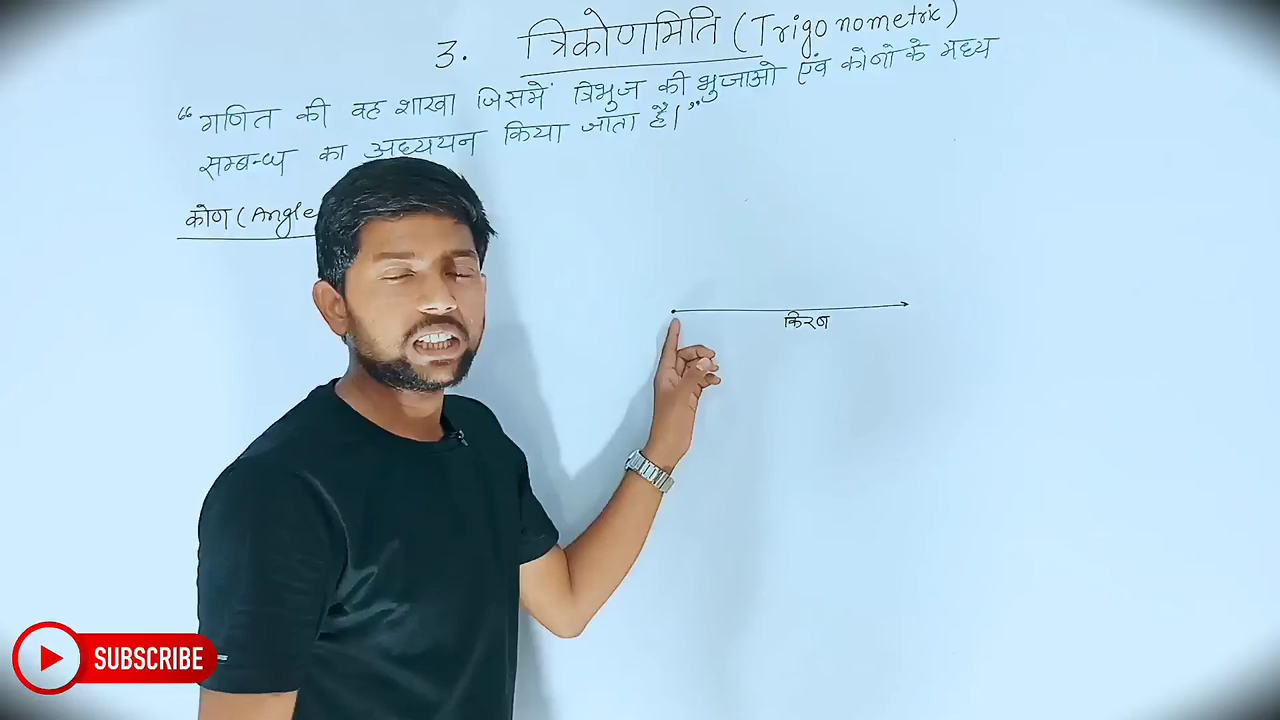 3. त्रिकोणमिति (Trigonometric)
“गणित की वह शाखा जिसमें त्रिभुज की भुजाओ एवं कोनो के मध्य
सम्बन्ध का अध्ययन किया जाता है।”
कोण (Angle
किरण
SUBSCRIBE